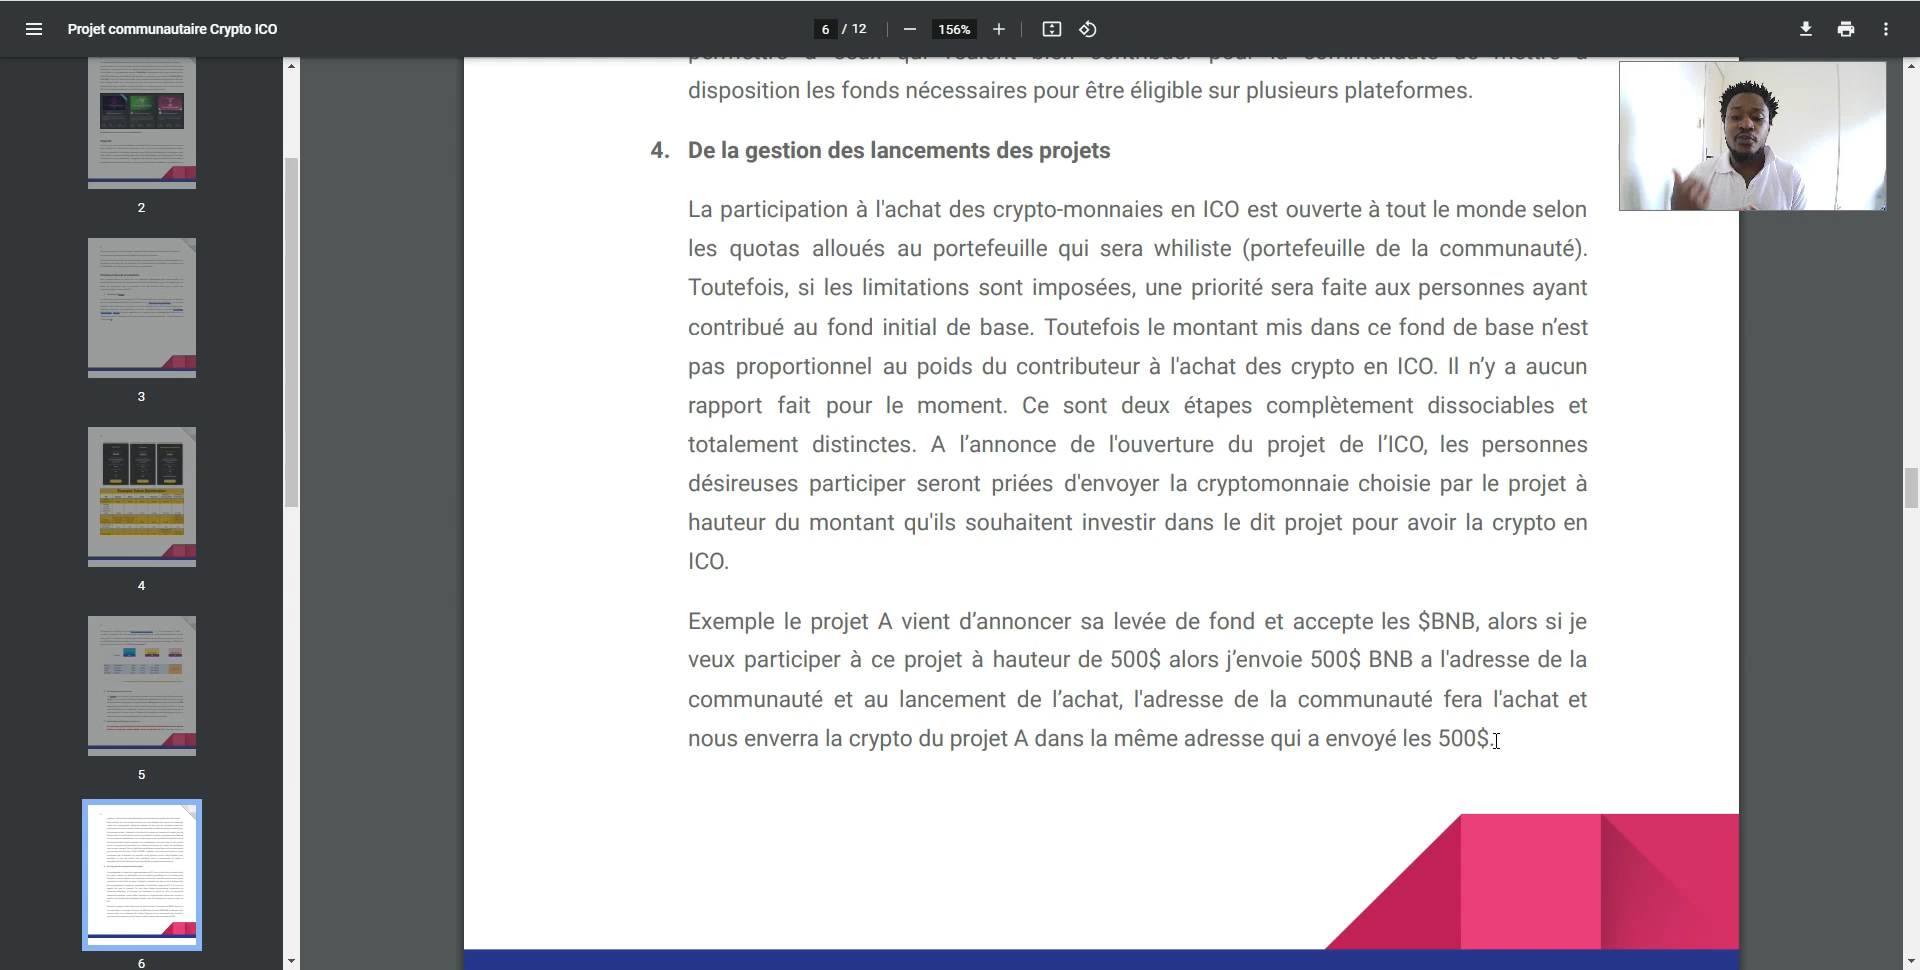 Projet communautaire Crypto ICO
6 / 12
156%
disposition les fonds nécessaires pour être éligible sur plusieurs plateformes.
4. De la gestion des lancements des projets
La participation à l'achat des crypto-monnaies en ICO est ouverte à tout le monde selon
les quotas alloués au portefeuille qui sera whiliste (portefeuille de la communauté).
Toutefois, si les limitations sont imposées, une priorité sera faite aux personnes ayant
contribué au fond initial de base. Toutefois le montant mis dans ce fond de base n’est
pas proportionnel au poids du contributeur à l'achat des crypto en ICO. Il n’y a aucun
rapport fait pour le moment. Ce sont deux étapes complètement dissociables et
totalement distinctes. A l’annonce de l'ouverture du projet de l’ICO, les personnes
désireuses participer seront priées d'envoyer la cryptomonnaie choisie par le projet à
hauteur du montant qu'ils souhaitent investir dans le dit projet pour avoir la crypto en
ICO.
Exemple le projet A vient d’annoncer sa levée de fond et accepte les $BNB, alors si je
veux participer à ce projet à hauteur de 500$ alors j’envoie 500$ BNB a l'adresse de la
communauté et au lancement de l’achat, l'adresse de la communauté fera l'achat et
nous enverra la crypto du projet A dans la même adresse qui a envoyé les 500$.
2
3
4
5
6